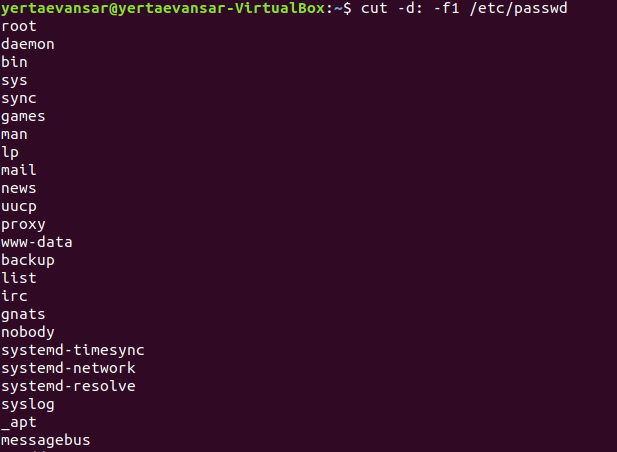 yertaevansar@yertaevansar-VirtualBox:~$ cut -d: -f1 /etc/passwd
root
daemon
bin
sys
sync
games
man
lp
mail
news
uucp
proxy
www-data
backup
list
irc
gnats
nobody
systemd-timesync
systemd-network
systemd-resolve
syslog
_apt
messagebus